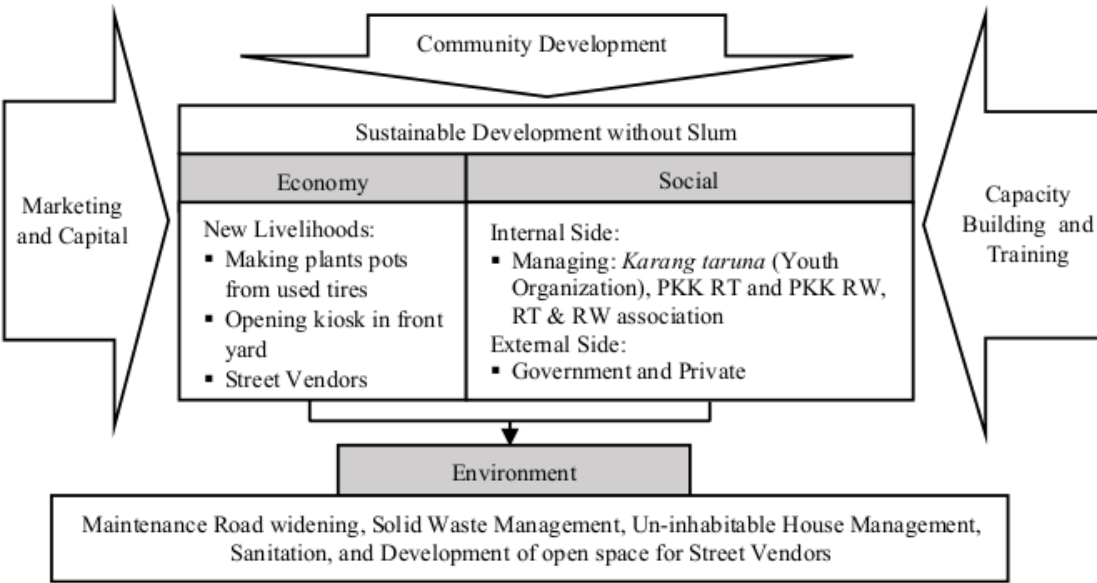 Community Development
Sustainable Development without Slum
Marketing
and Capital
Economy
New Livelihoods:
▪ Making plants pots
from used tires
▪ Opening kiosk in front
yard
▪ Street Vendors
Social
Internal Side:
▪ Managing: Karang taruna (Youth
Organization), PKK RT and PKK RW,
RT & RW association
External Side:
▪ Government and Private
Capacity
Building and
Training
Environment
Maintenance Road widening, Solid Waste Management, Un-inhabitable House Management,
Sanitation, and Development of open space for Street Vendors